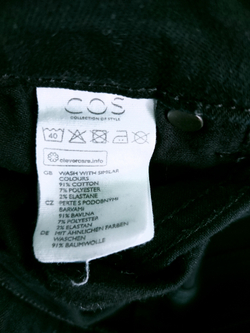 COS
COLLECTION OF STYLE
40
clevercare.info
GB WASH WITH SIMILAR
COLOURS
91% COTTON
7% POLYESTER
2% ELASTANE
CZ PERTE S PODOBNÝMI
BARVAMI
91% BAVLNA
7% POLYESTER
2% ELASTAN
DE MIT ÄHNLICHEN FARBEN
WASCHEN
91% BAUMWOLLE